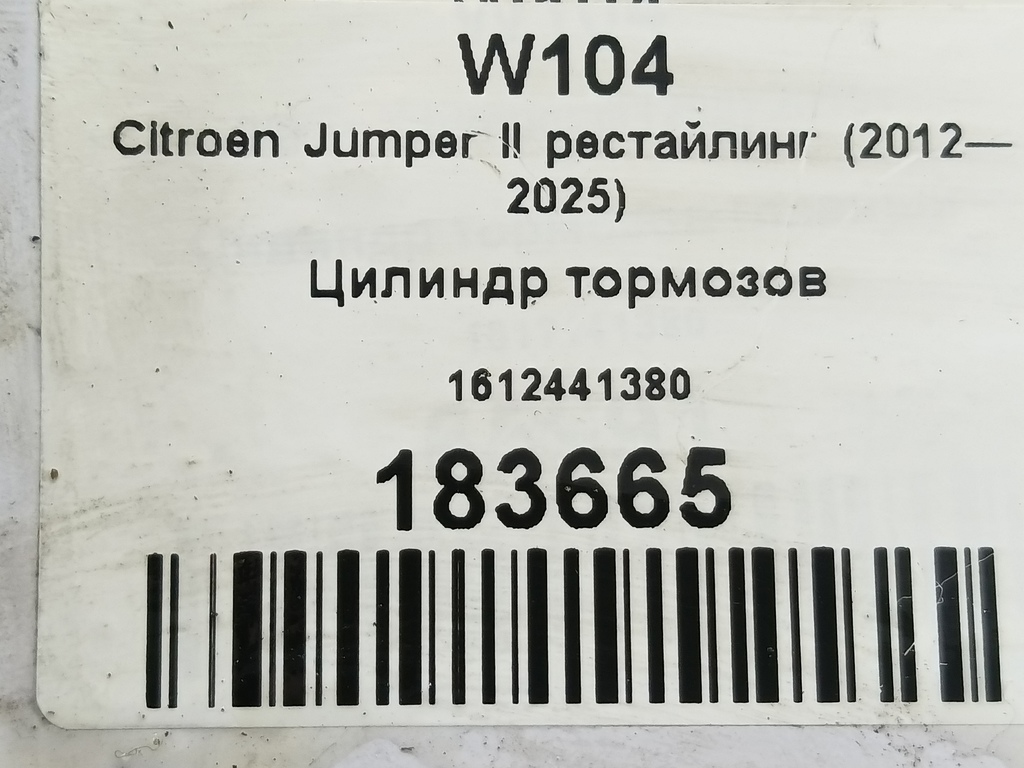 W104
Citroen Jumper II рестайлинг (2012—
2025)
Цилиндр тормозов
1612441380
183665